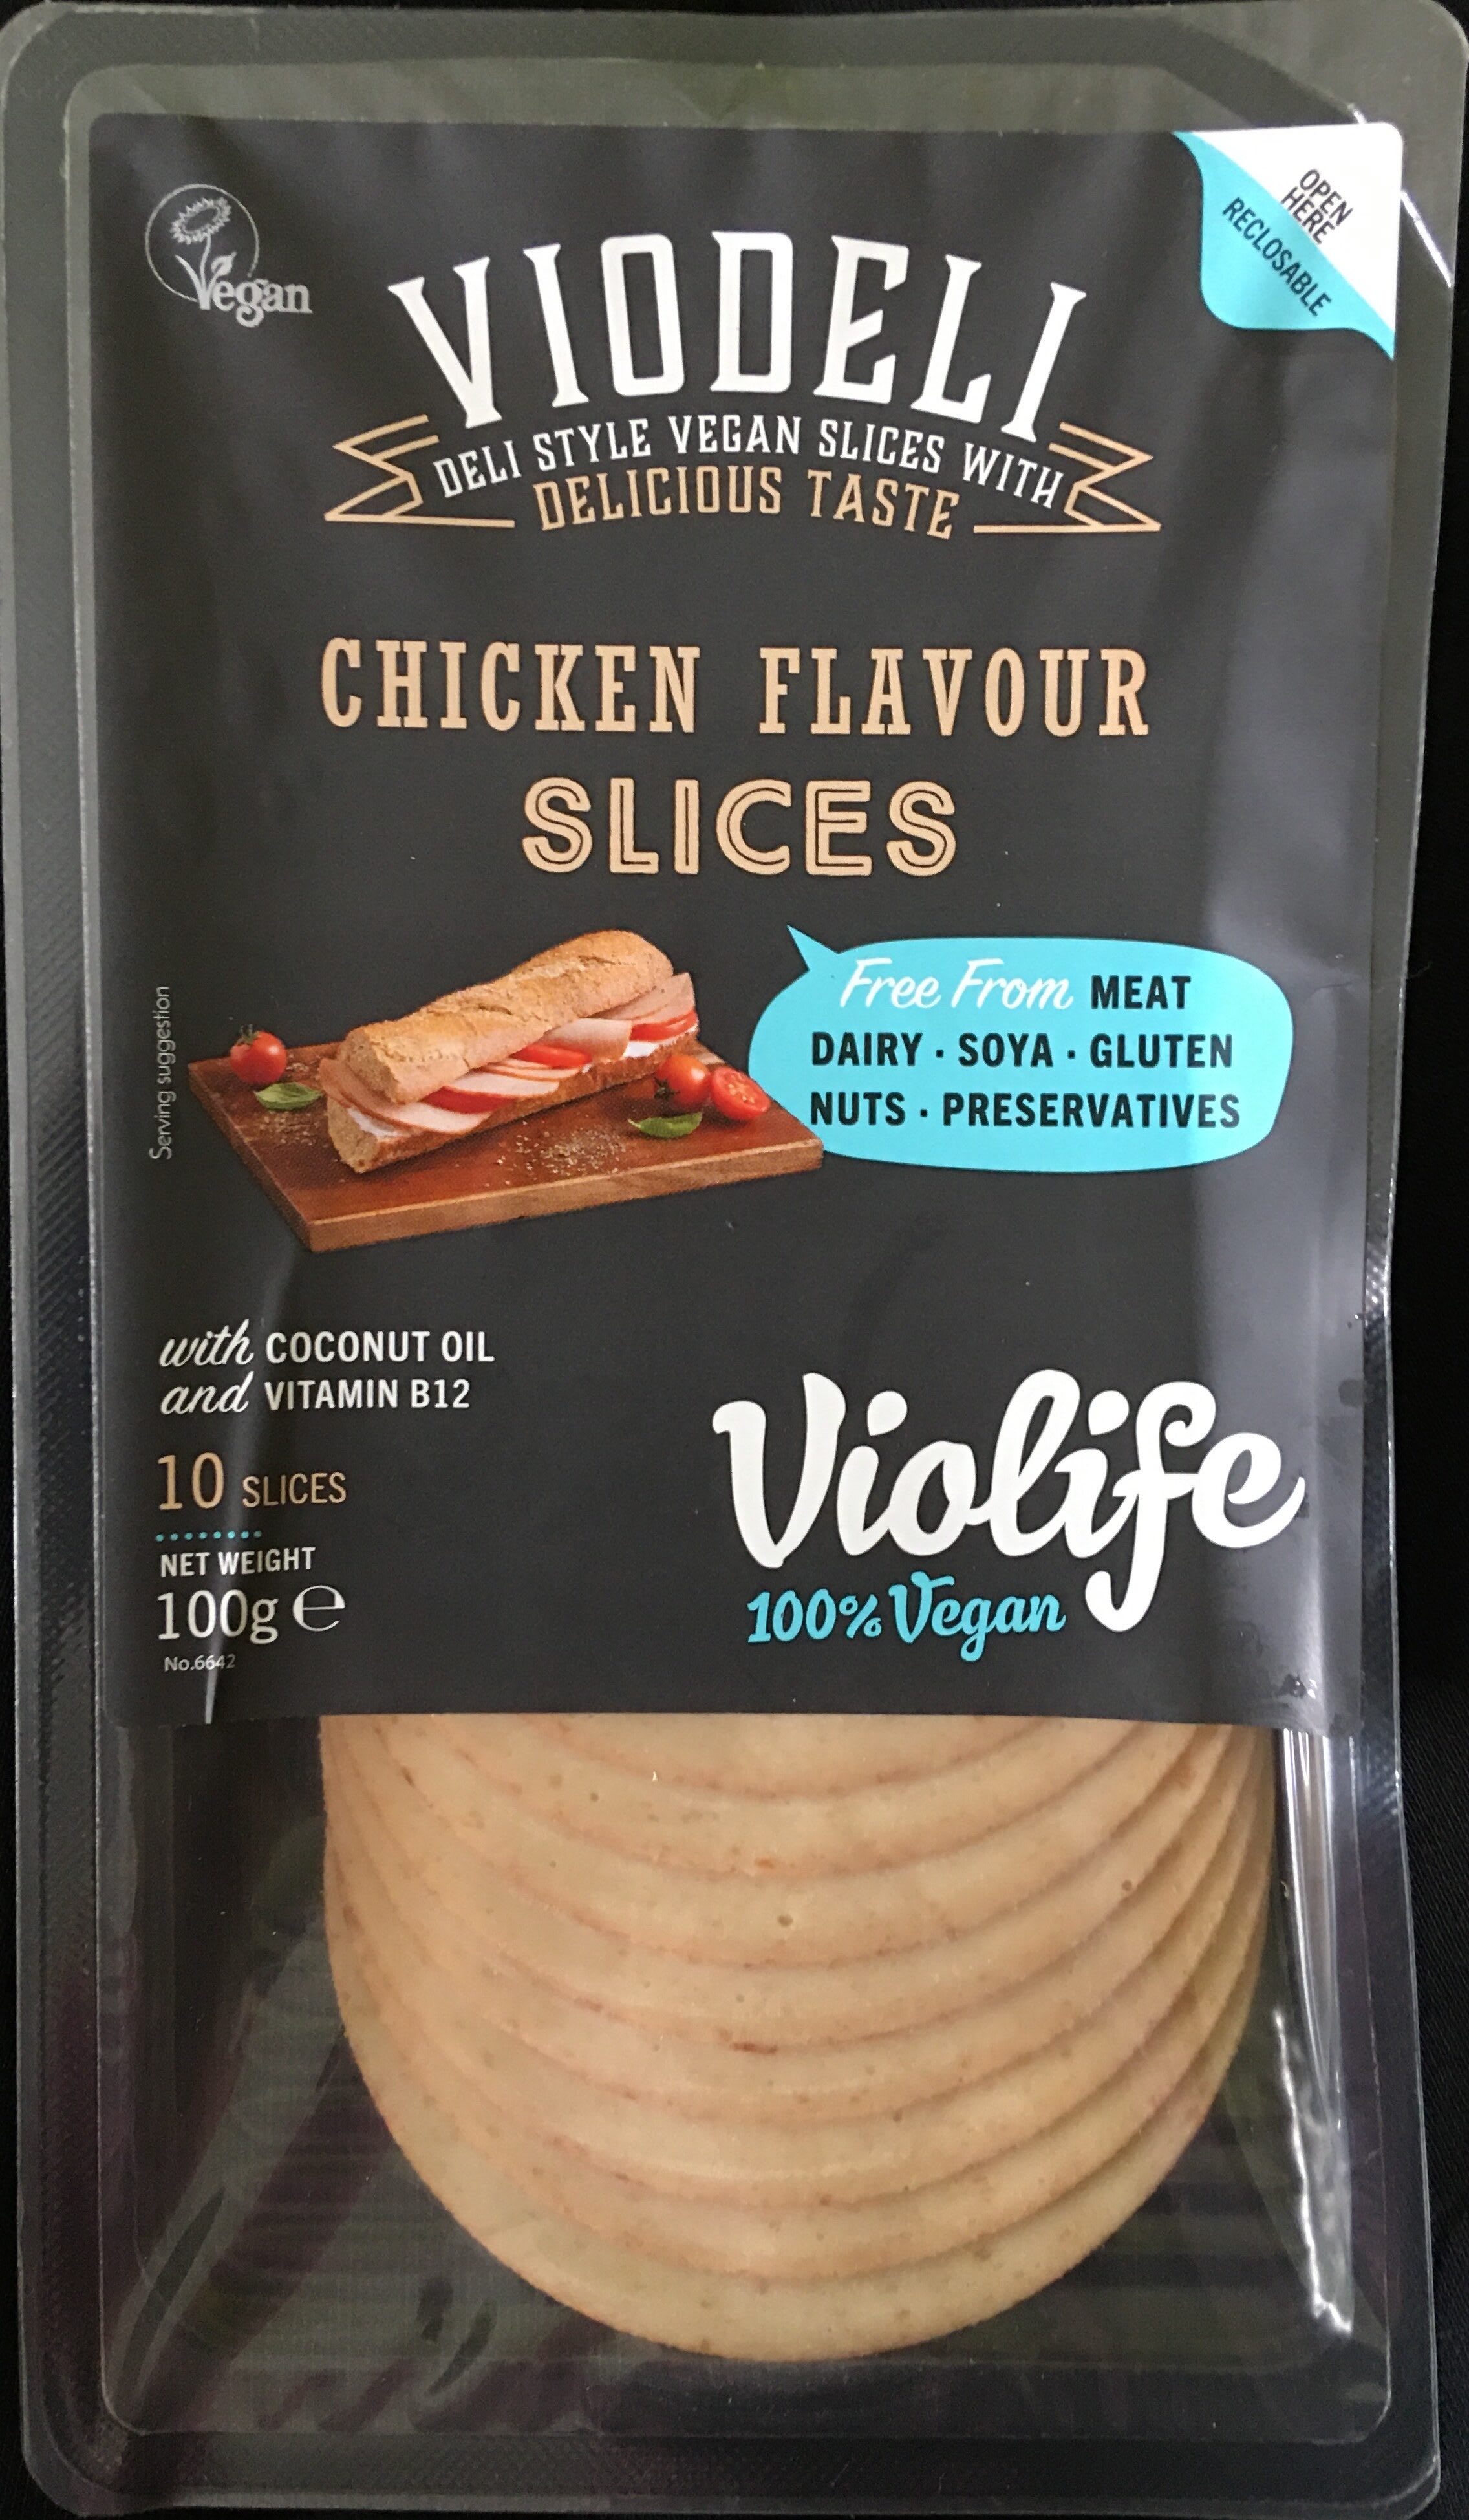 Vegan
OPEN
HERE
RECLOSABLE
VIODELI
DELI STYLE VEGAN SLICES WITH
DELICIOUS TASTE
CHICKEN FLAVOUR
SLICES
Serving suggestion
Free From MEAT
DAIRY · SOYA · GLUTEN
NUTS · PRESERVATIVES
with COCONUT OIL
and VITAMIN B12
10 SLICES
NET WEIGHT
100g ℮
No.6642
Violife
100% Vegan